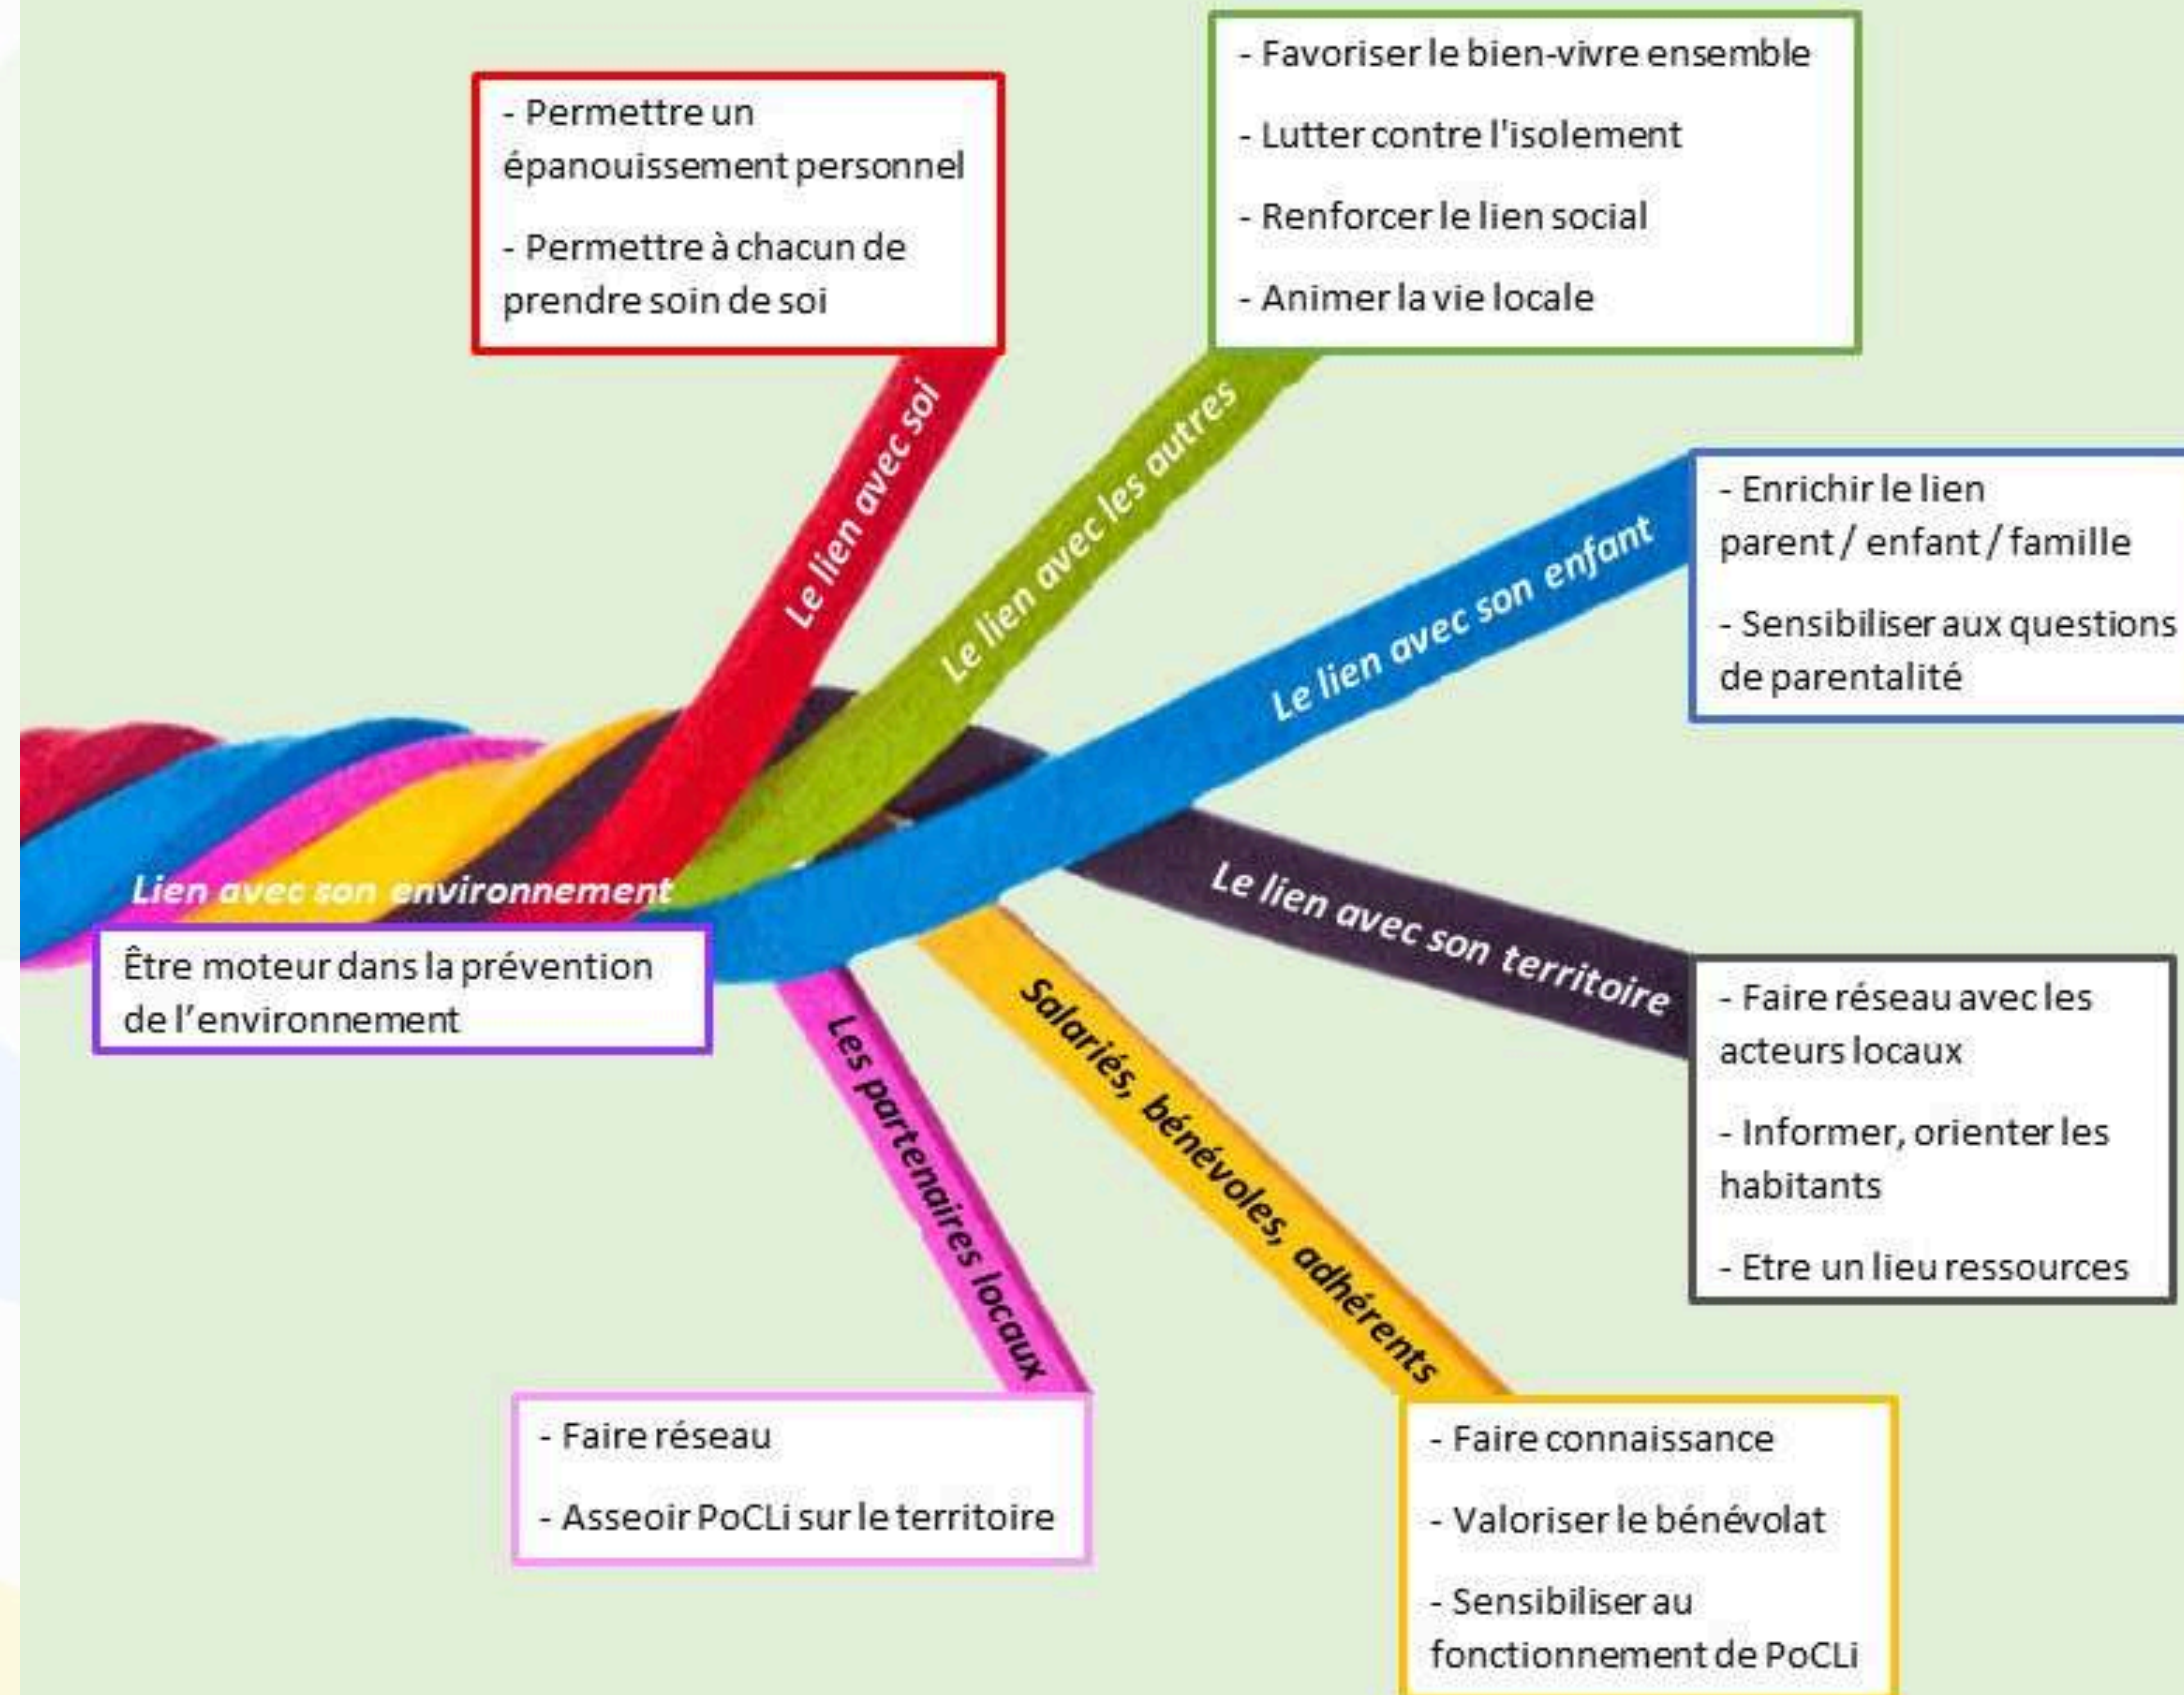 - Permettre un
épanouissement personnel
- Permettre à chacun de
prendre soin de soi
Le lien avec soi
- Favoriser le bien-vivre ensemble
- Lutter contre l'isolement
- Renforcer le lien social
- Animer la vie locale
Le lien avec les autres
- Enrichir le lien
parent / enfant / famille
- Sensibiliser aux questions
de parentalité
Le lien avec son enfant
Le lien avec son territoire
- Faire réseau avec les
acteurs locaux
- Informer, orienter les
habitants
- Etre un lieu ressources
Lien avec son environnement
Être moteur dans la prévention
de l’environnement
Les partenaires locaux
- Faire réseau
- Asseoir PoCLi sur le territoire
Salariés, bénévoles, adhérents
- Faire connaissance
- Valoriser le bénévolat
- Sensibiliser au
fonctionnement de PoCLi